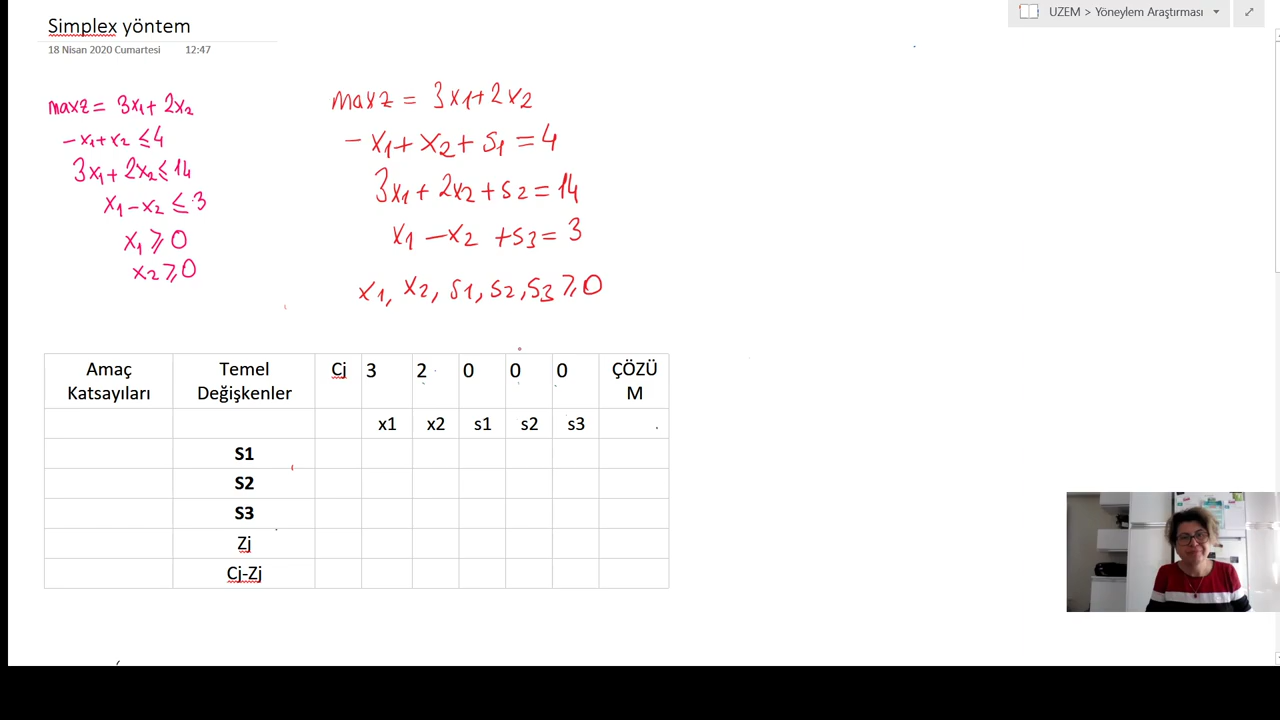 Simplex yöntem
18 Nisan 2020 Cumartesi 12:47
UZEM > Yöneylem Araştırması
maxz = 3x1 + 2x2
-x1 + x2 ≤ 4
3x1 + 2x2 ≤ 14
x1 - x2 ≤ 3
x1 ≥ 0
x2 ≥ 0
maxz = 3x1 + 2x2
-x1 + x2 + s1 = 4
3x1 + 2x2 + s2 = 14
x1 - x2 + s3 = 3
x1, x2, s1, s2, s3 ≥ 0
Amaç Katsayıları Temel Değişkenler Cj 3 2 0 0 0 ÇÖZÜM
x1 x2 s1 s2 s3
S1
S2
S3
Zj
Cj-Zj